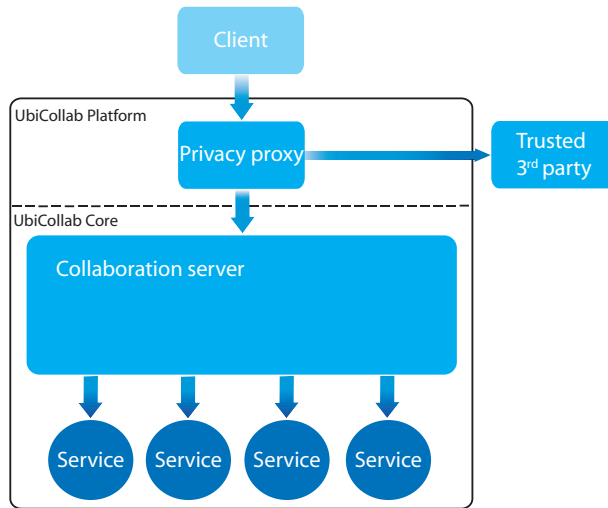 Client
UbiCollab Platform
Privacy proxy
Trusted
3rd party
UbiCollab Core
Collaboration server
Service
Service
Service
Service